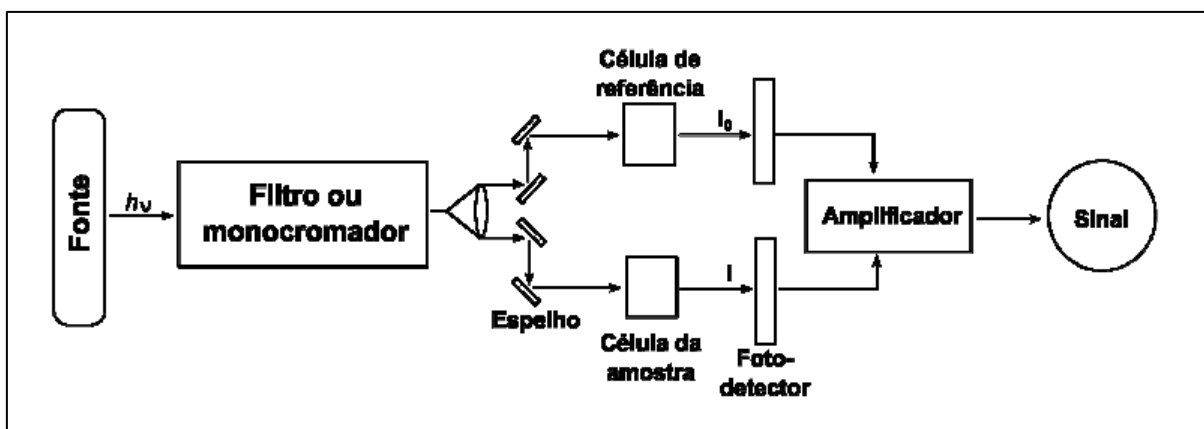 Fonte
hν
Filtro ou
monocromador
Célula de
referência
I₀
Espelho
Célula da
amostra
I
Foto-
detector
Amplificador
Sinal